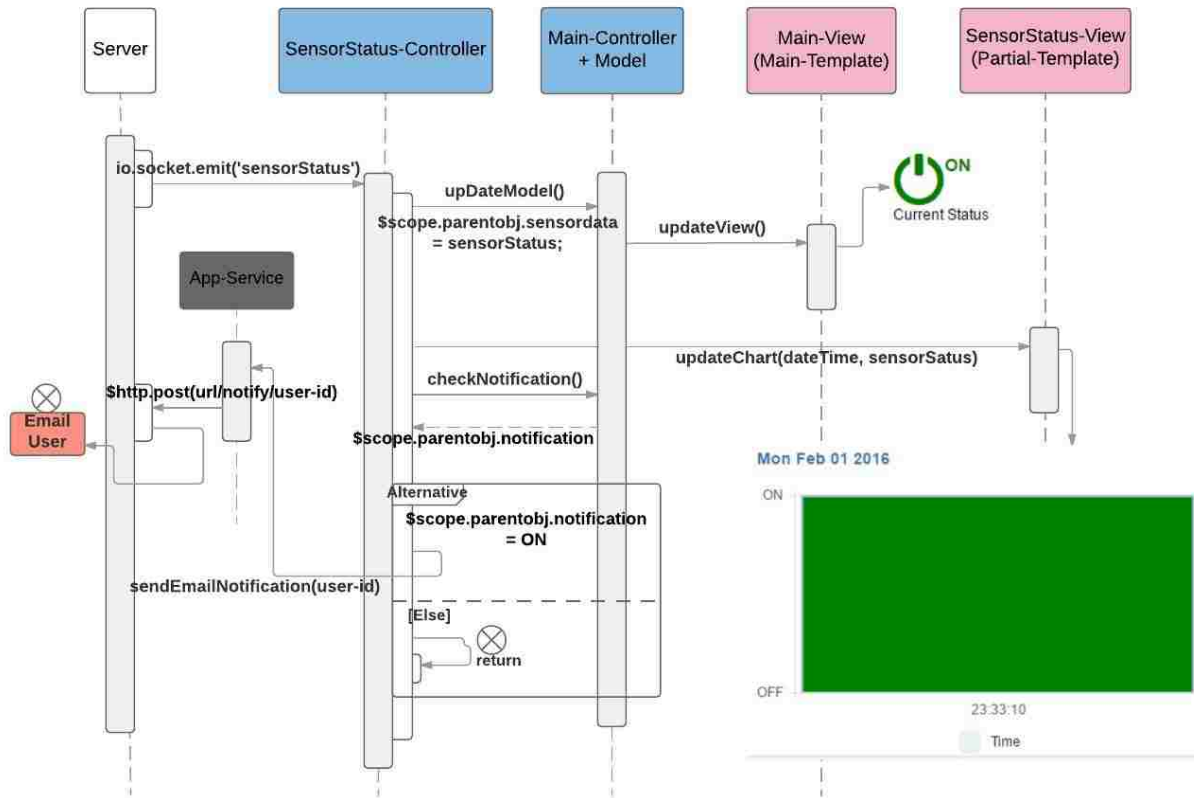 Server
SensorStatus-Controller
Main-Controller
+ Model
Main-View
(Main-Template)
SensorStatus-View
(Partial-Template)
io.socket.emit('sensorStatus')
upDateModel()
$scope.parentobj.sensordata
= sensorStatus;
updateView()
ON
Current Status
App-Service
updateChart(dateTime, sensorSatus)
checkNotification()
$http.post(url/notify/user-id)
Email
User
$scope.parentobj.notification
Mon Feb 01 2016
Alternative
$scope.parentobj.notification
= ON
ON
sendEmailNotification(user-id)
[Else]
return
OFF
23:33:10
Time